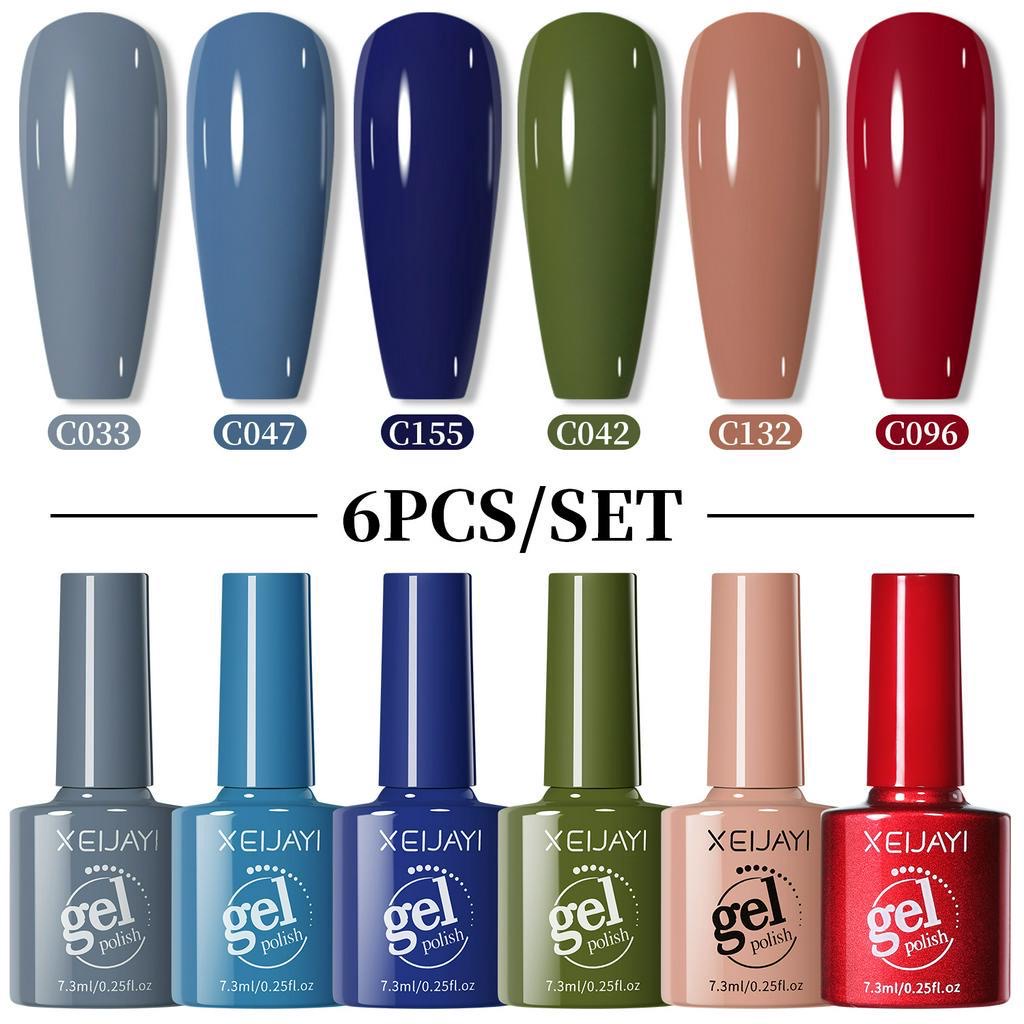 C033 C047 C155 C042 C132 C096
6PCS/SET
XEIJAYI XEIJAYI XEIJAYI XEIJAYI XEIJAYI XEIJAYI
gel gel gel gel gel gel
polish polish polish polish polish polish
7.3ml/0.25fl.oz 7.3ml/0.25fl.oz 7.3ml/0.25fl.oz 7.3ml/0.25fl.oz 7.3ml/0.25fl.oz 7.3ml/0.25fl.oz